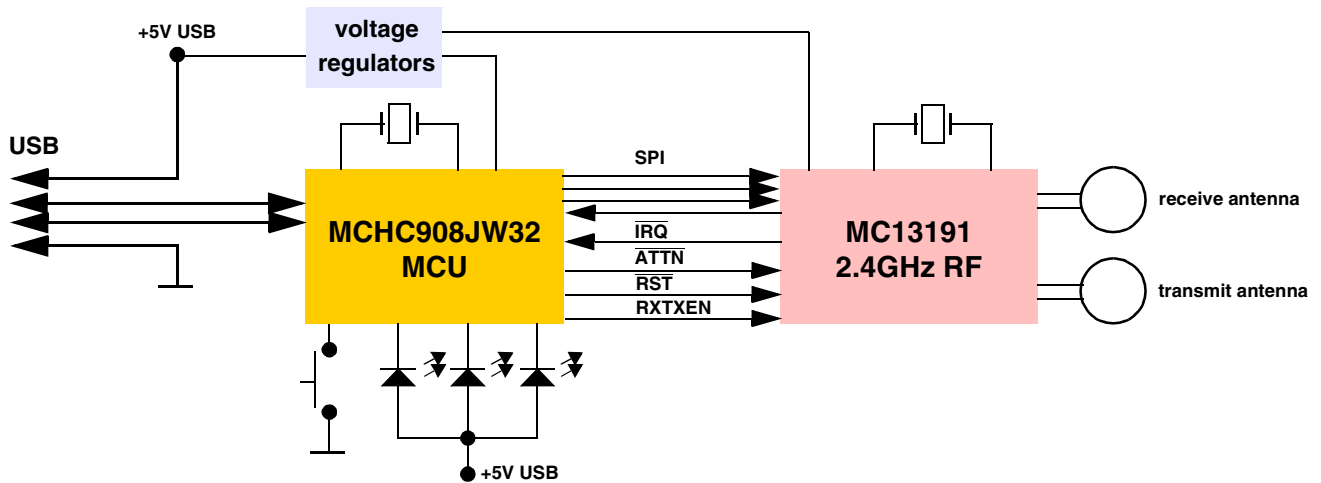 +5V USB
voltage
regulators
USB
SPI
IRQ
ATTN
RST
RXTXEN
MCHC908JW32
MCU
MC13191
2.4GHz RF
receive antenna
transmit antenna
+5V USB